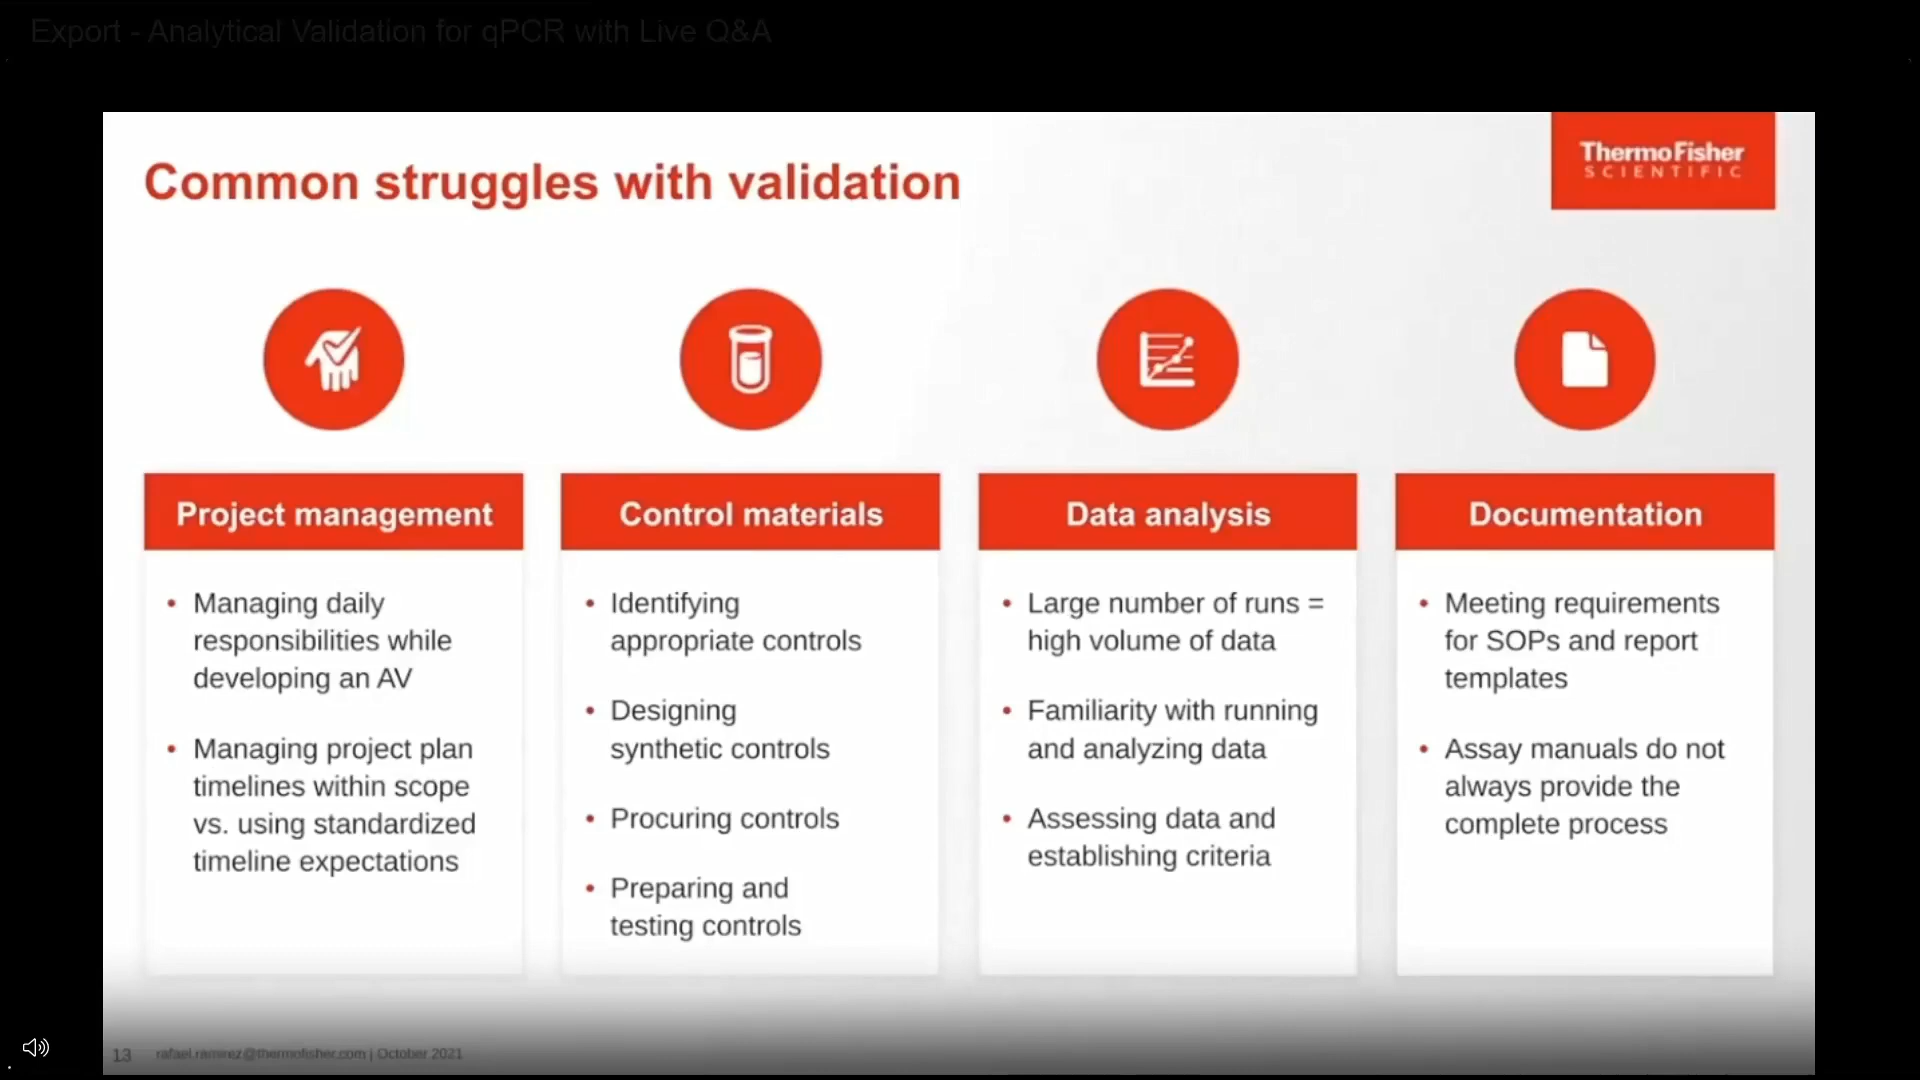 Export - Analytical Validation for qPCR with Live Q&A
Common struggles with validation
ThermoFisher
SCIENTIFIC
Project management
• Managing daily
responsibilities while
developing an AV
• Managing project plan
timelines within scope
vs. using standardized
timeline expectations
Control materials
• Identifying
appropriate controls
• Designing
synthetic controls
• Procuring controls
• Preparing and
testing controls
Data analysis
• Large number of runs =
high volume of data
• Familiarity with running
and analyzing data
• Assessing data and
establishing criteria
Documentation
• Meeting requirements
for SOPs and report
templates
• Assay manuals do not
always provide the
complete process
13 rafael.ramirez@thermofisher.com | October 2021